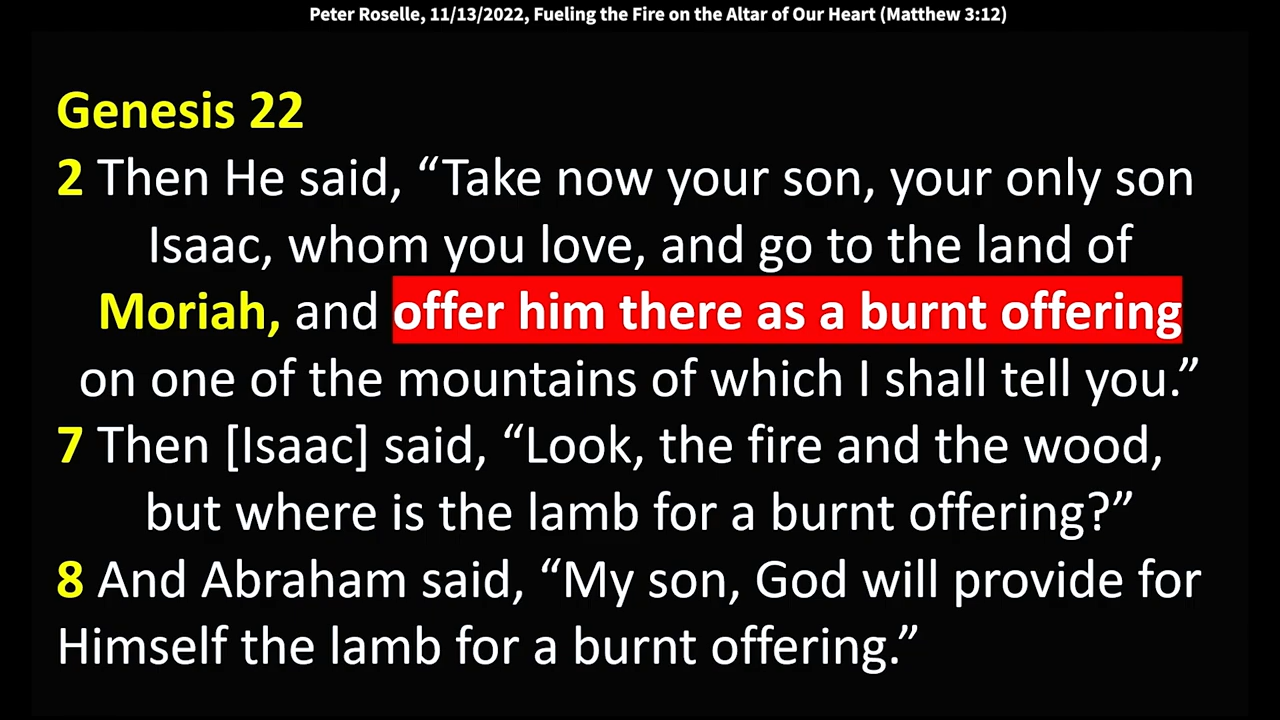 Peter Roselle, 11/13/2022, Fueling the Fire on the Altar of Our Heart (Matthew 3:12)
Genesis 22
2 Then He said, “Take now your son, your only son
Isaac, whom you love, and go to the land of
Moriah, and offer him there as a burnt offering
on one of the mountains of which I shall tell you.”
7 Then [Isaac] said, “Look, the fire and the wood,
but where is the lamb for a burnt offering?”
8 And Abraham said, “My son, God will provide for
Himself the lamb for a burnt offering.”